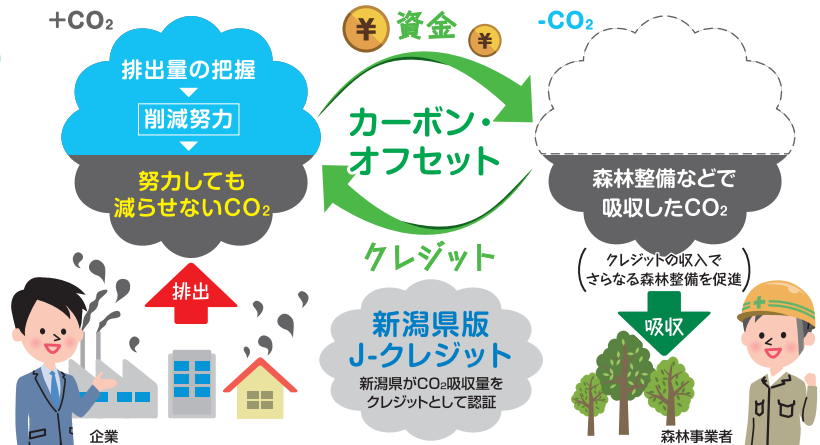 +CO₂
¥ 資金 ¥
-CO₂
排出量の把握
削減努力
努力しても
減らせないCO₂
カーボン・
オフセット
森林整備などで
吸収したCO₂
クレジット
(クレジットの収入で
さらなる森林整備を促進)
排出
新潟県版
J-クレジット
新潟県がCO₂吸収量を
クレジットとして認証
吸収
企業
森林事業者